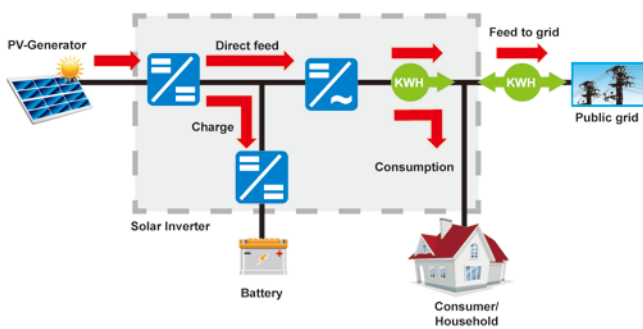 PV-Generator
Direct feed
Feed to grid
KWH
KWH
Public grid
Charge
Consumption
Solar Inverter
Battery
Consumer/
Household